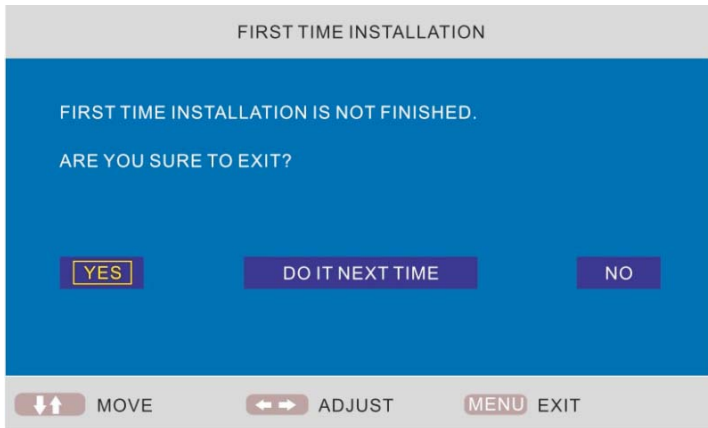 FIRST TIME INSTALLATION
FIRST TIME INSTALLATION IS NOT FINISHED.
ARE YOU SURE TO EXIT?
YES DO IT NEXT TIME NO
MOVE ADJUST MENU EXIT